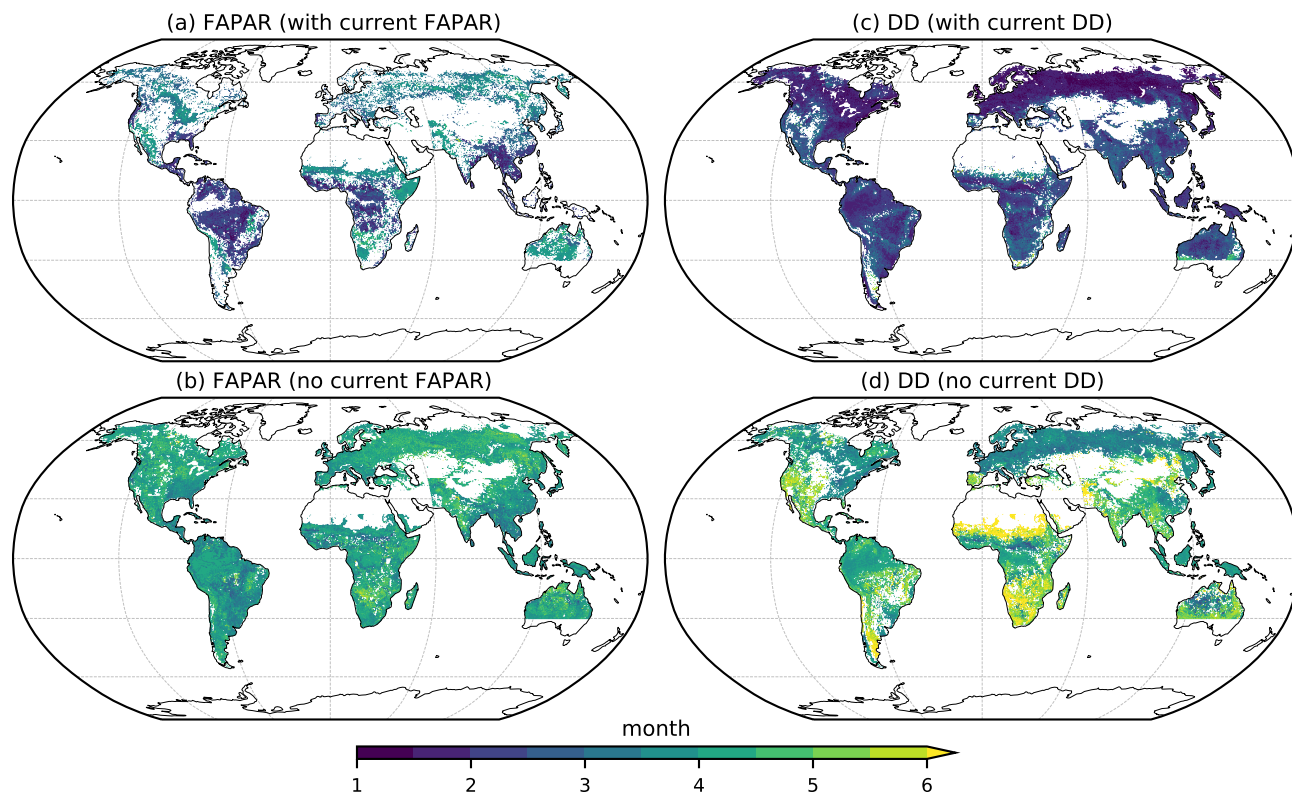 (a) FAPAR (with current FAPAR)
(c) DD (with current DD)
(b) FAPAR (no current FAPAR)
(d) DD (no current DD)
month
1 2 3 4 5 6